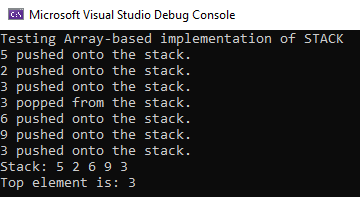 Microsoft Visual Studio Debug Console
Testing Array-based implementation of STACK
5 pushed onto the stack.
2 pushed onto the stack.
3 pushed onto the stack.
3 popped from the stack.
6 pushed onto the stack.
9 pushed onto the stack.
3 pushed onto the stack.
Stack: 5 2 6 9 3
Top element is: 3